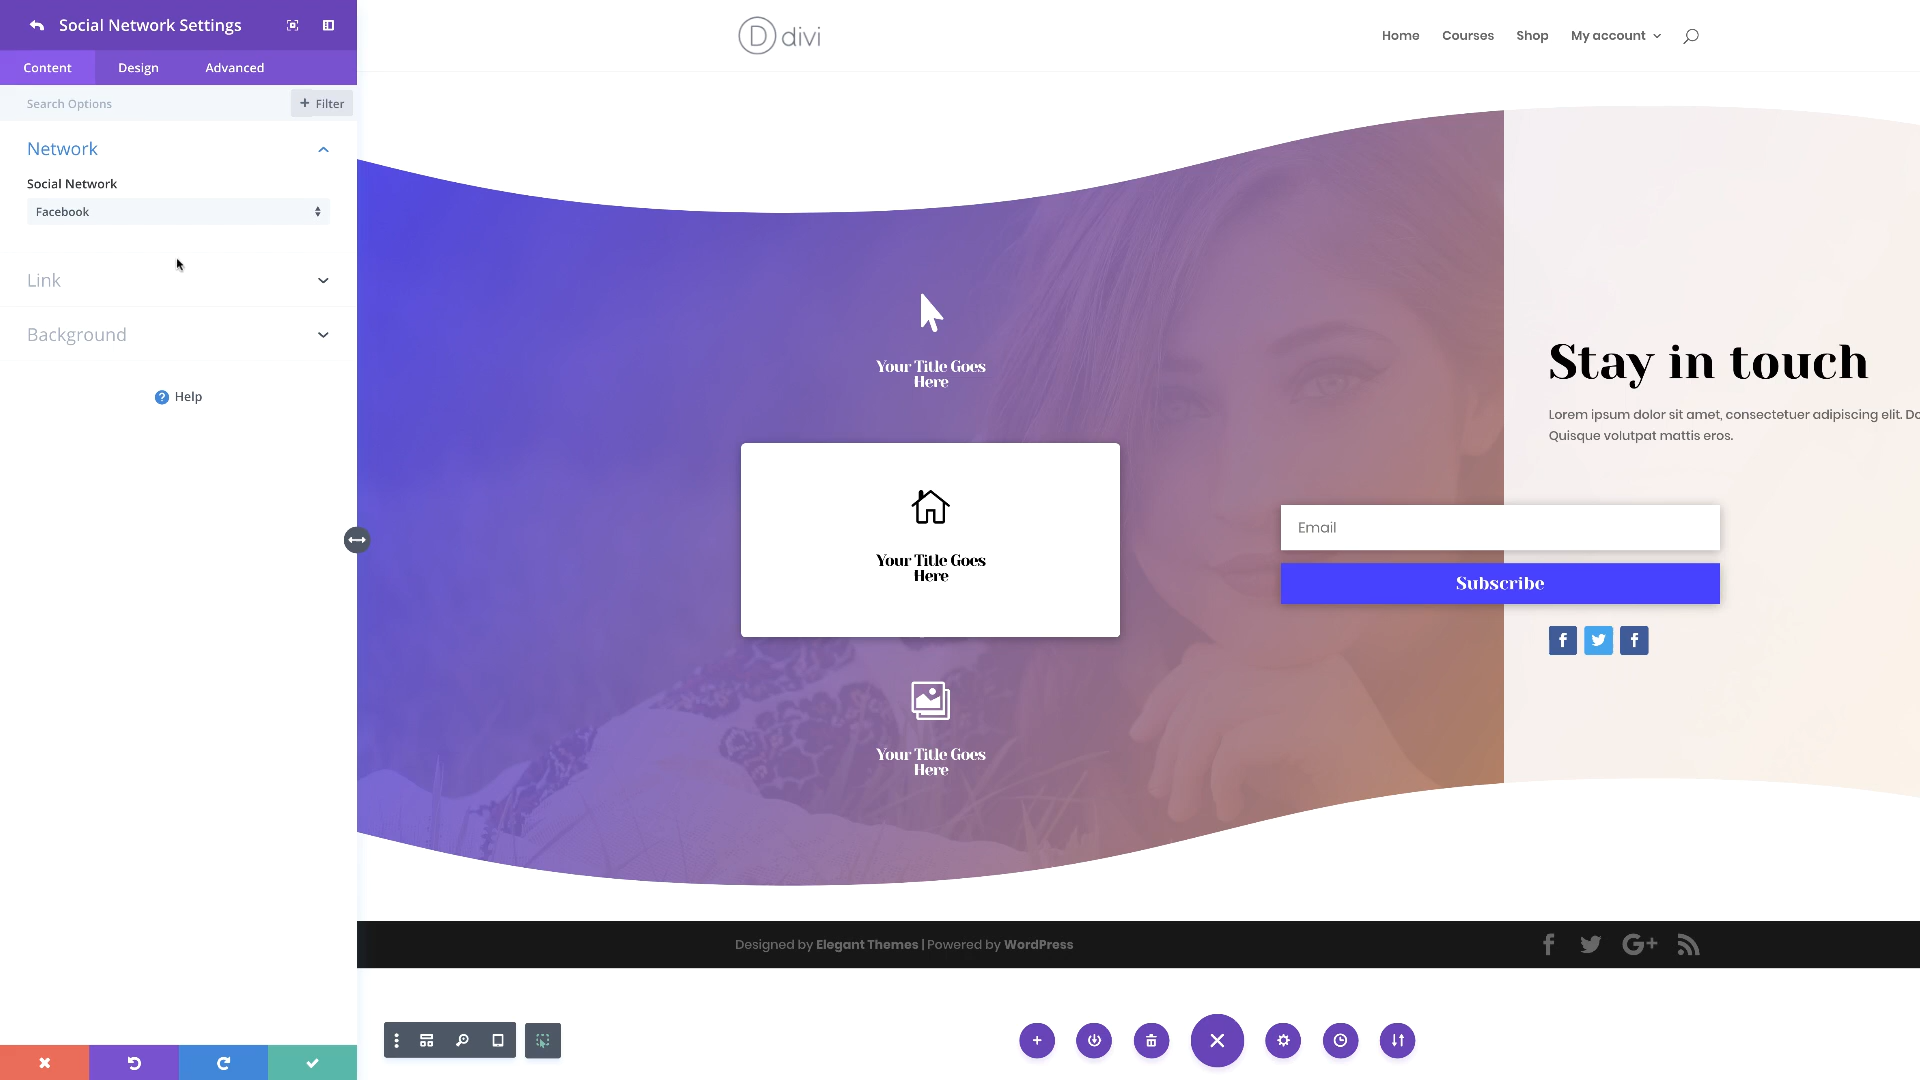 Social Network Settings
Content
Design
Advanced
Search Options
+ Filter
Network
Social Network
Facebook
Link
Background
? Help
D divi
Home
Courses
Shop
My account
Your Title Goes
Here
Your Title Goes
Here
Your Title Goes
Here
Stay in touch
Lorem ipsum dolor sit amet, consectetuer adipiscing elit.
Quisque volutpat mattis eros.
Email
Subscribe
Designed by Elegant Themes | Powered by WordPress
G+